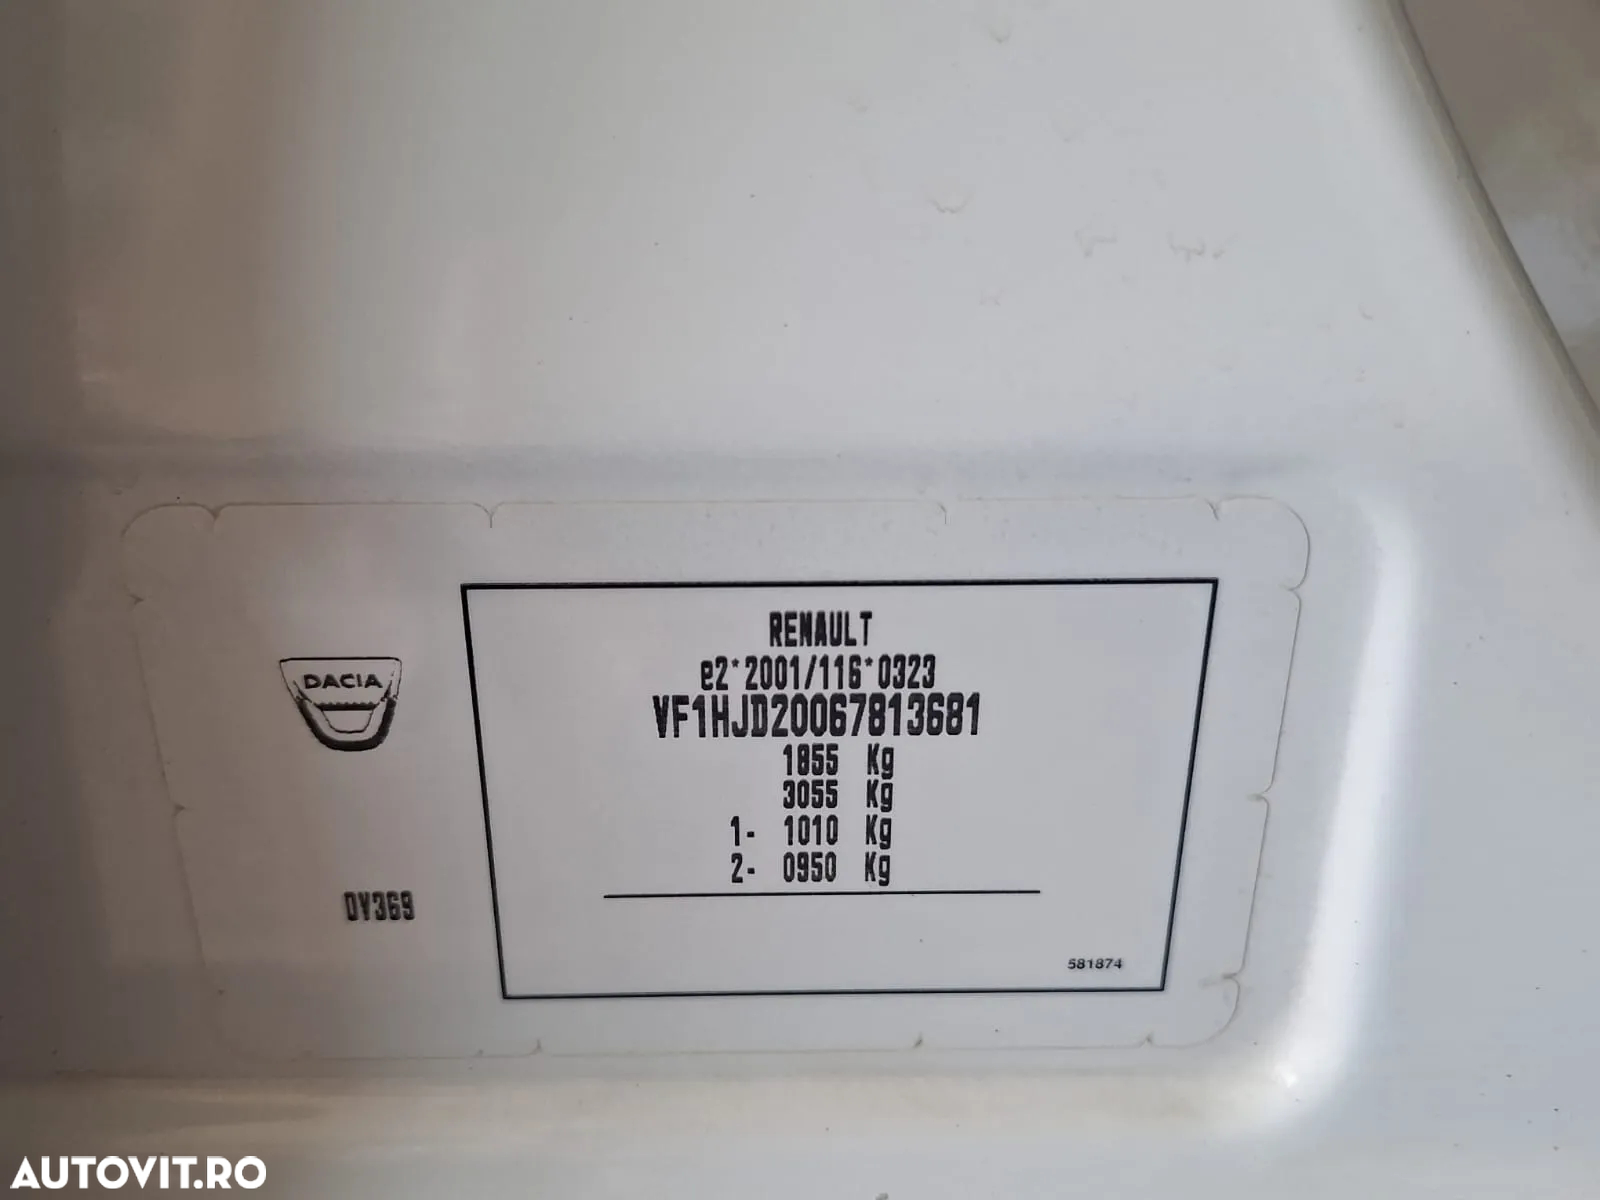 RENAULT
e2*2001/116*0323
VF1HJD20067813681
1855 Kg
3055 Kg
1- 1010 Kg
2- 0950 Kg
DACIA
DV369
581874
AUTOVIT.RO